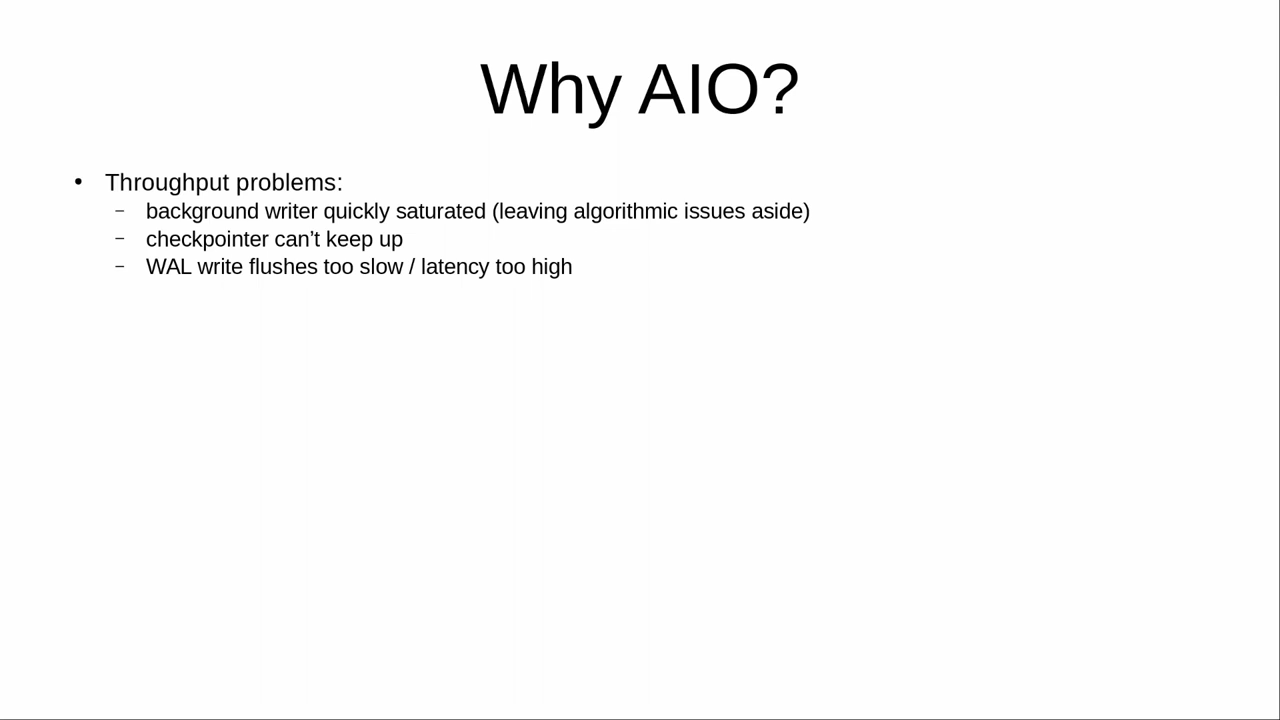 Why AIO?
• Throughput problems:
– background writer quickly saturated (leaving algorithmic issues aside)
– checkpointer can’t keep up
– WAL write flushes too slow / latency too high